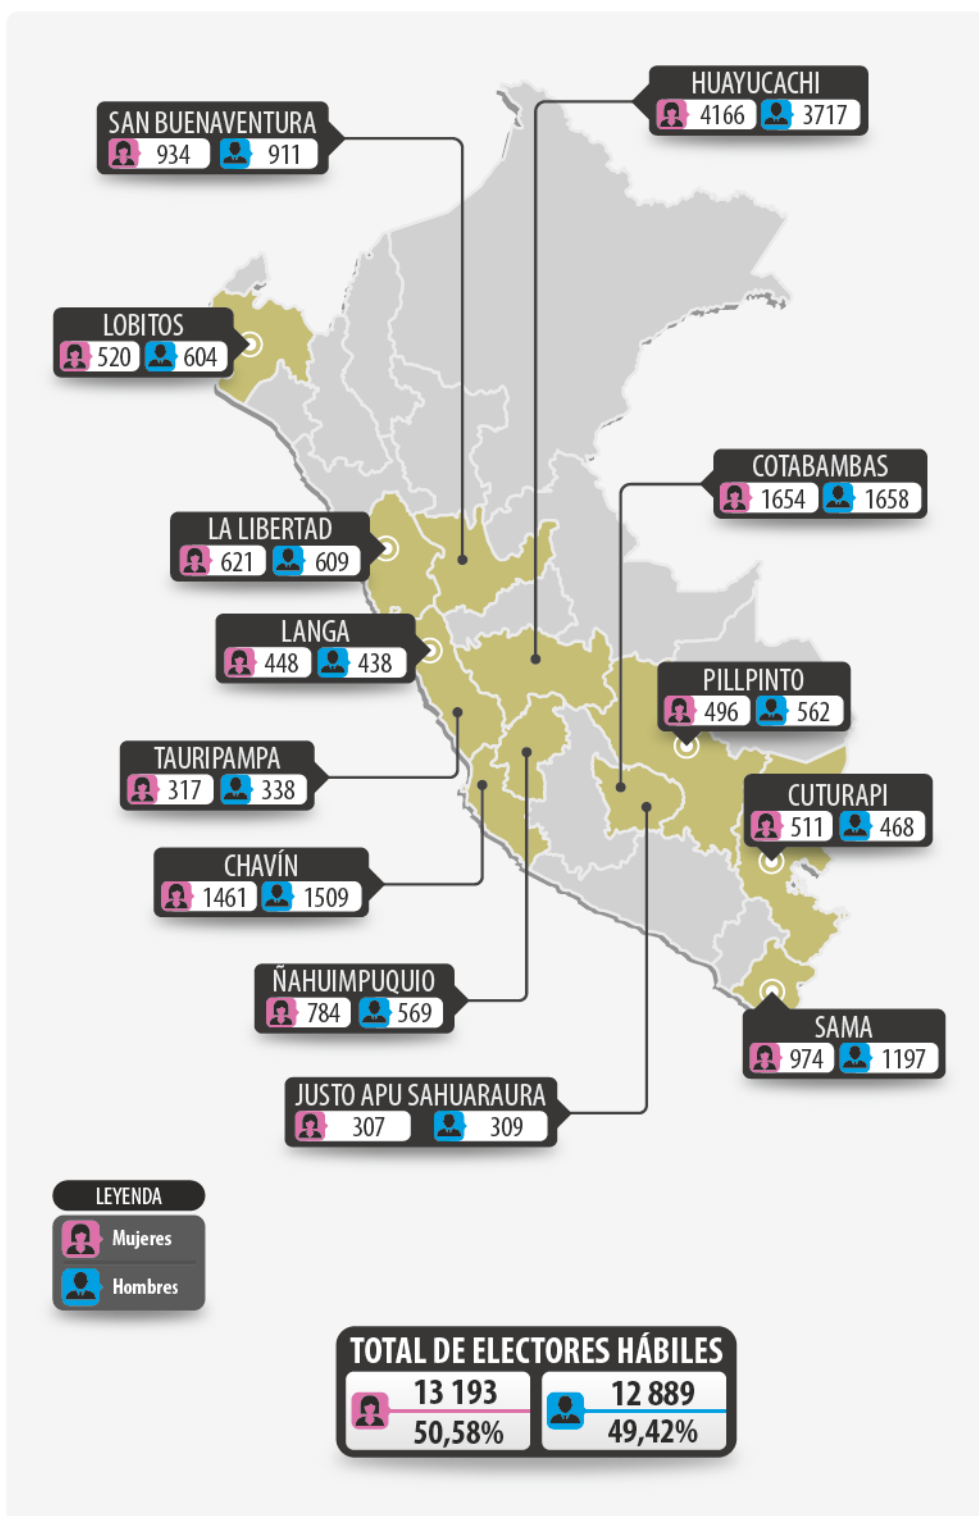 HUAYUCACHI
4166 3717
SAN BUENAVENTURA
934 911
LOBITOS
520 604
COTABAMBAS
1654 1658
LA LIBERTAD
621 609
LANGA
448 438
PILLPINTO
496 562
TAURIPAMPA
317 338
CUTURAPI
511 468
CHAVÍN
1461 1509
ÑAHUIMPUQUIO
784 569
SAMA
974 1197
JUSTO APU SAHUARAURA
307 309
LEYENDA
Mujeres
Hombres
TOTAL DE ELECTORES HÁBILES
13 193 12 889
50,58% 49,42%